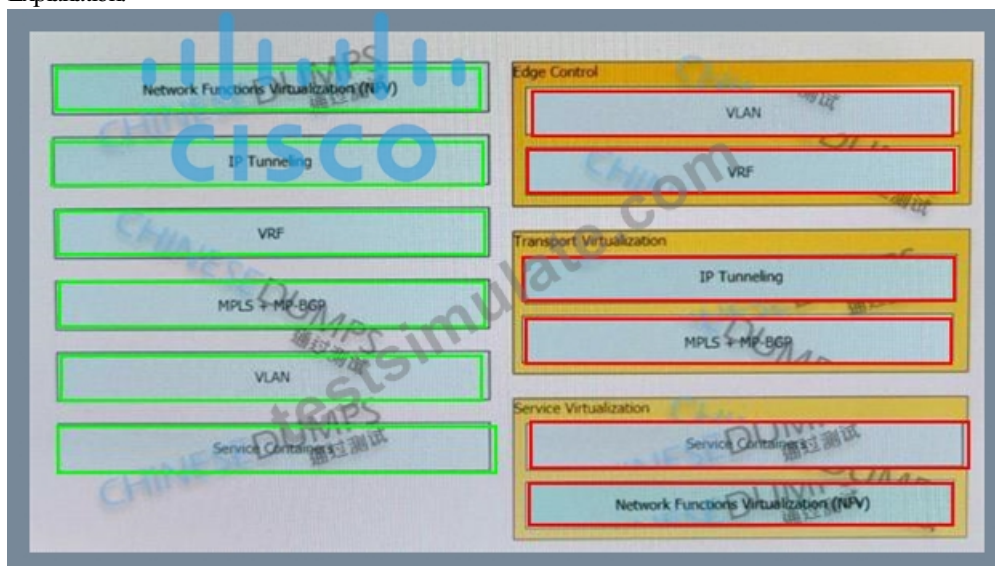 Network Functions Virtualization (NFV)
IP Tunneling
VRF
MPLS + MP-BGP
VLAN
Service Containers
Edge Control
VLAN
VRF
Transport Virtualization
IP Tunneling
MPLS + MP-BGP
Service Virtualization
Service Containers
Network Functions Virtualization (NFV)
CISCO
testsimulate.com
CHINESEDUMPS
通过测试